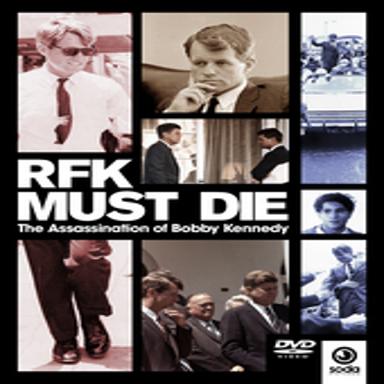 RFK
MUST DIE
The Assassination of Bobby Kennedy
DVD
VIDEO
soda